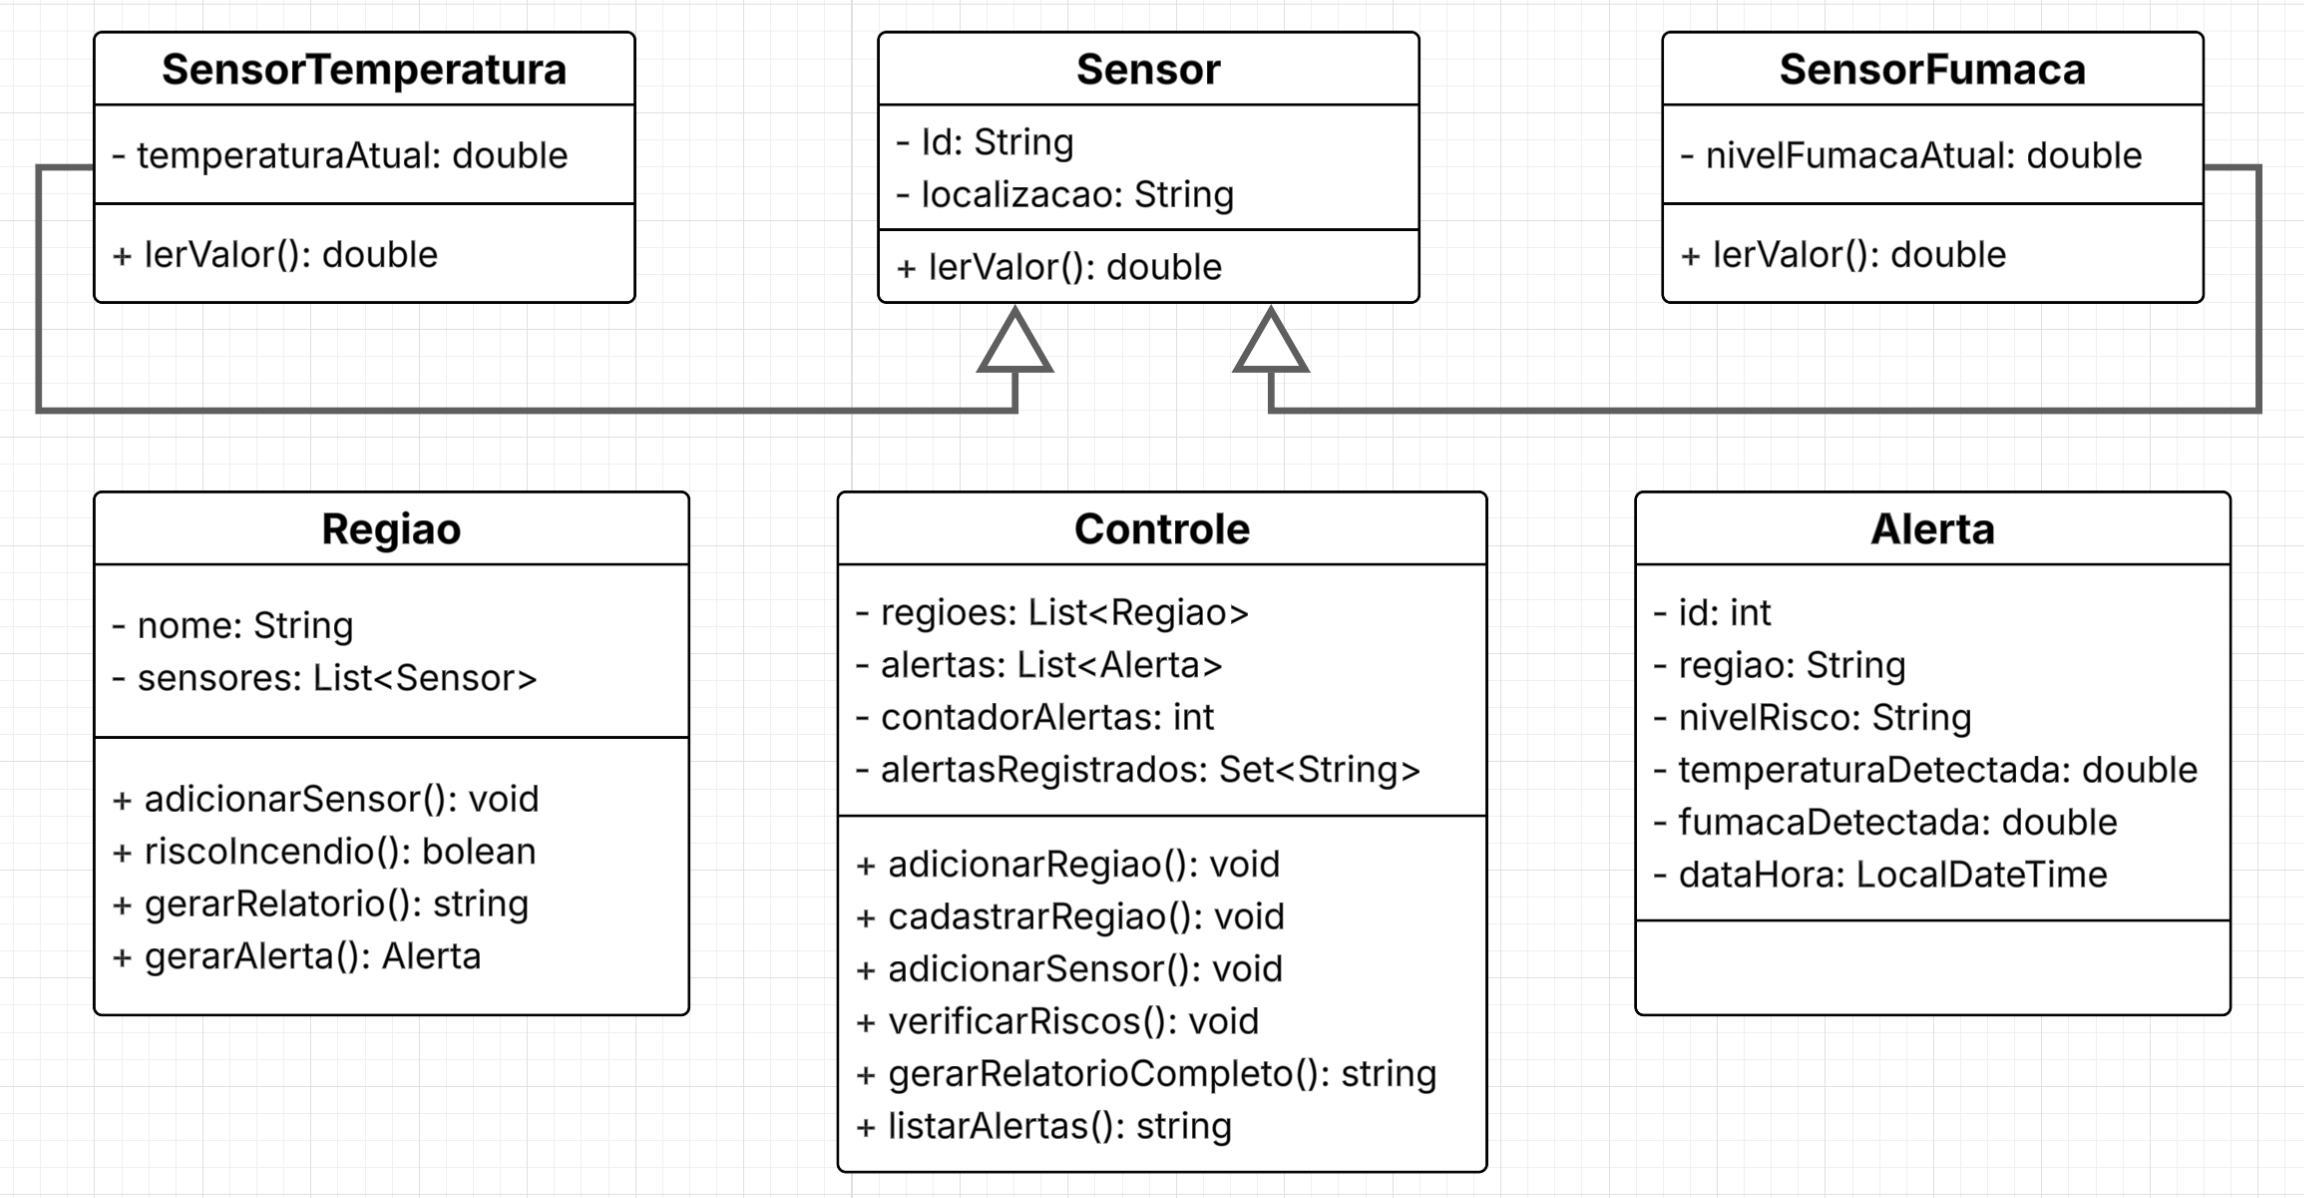 SensorTemperatura
- temperaturaAtual: double
+ lerValor(): double
Sensor
- Id: String
- localizacao: String
+ lerValor(): double
SensorFumaca
- nivelFumacaAtual: double
+ lerValor(): double
Regiao
- nome: String
- sensores: List<Sensor>
+ adicionarSensor(): void
+ riscoIncendio(): bolean
+ gerarRelatorio(): string
+ gerarAlerta(): Alerta
Controle
- regioes: List<Regiao>
- alertas: List<Alerta>
- contadorAlertas: int
- alertasRegistrados: Set<String>
+ adicionarRegiao(): void
+ cadastrarRegiao(): void
+ adicionarSensor(): void
+ verificarRiscos(): void
+ gerarRelatorioCompleto(): string
+ listarAlertas(): string
Alerta
- id: int
- regiao: String
- nivelRisco: String
- temperaturaDetectada: double
- fumacaDetectada: double
- dataHora: LocalDateTime